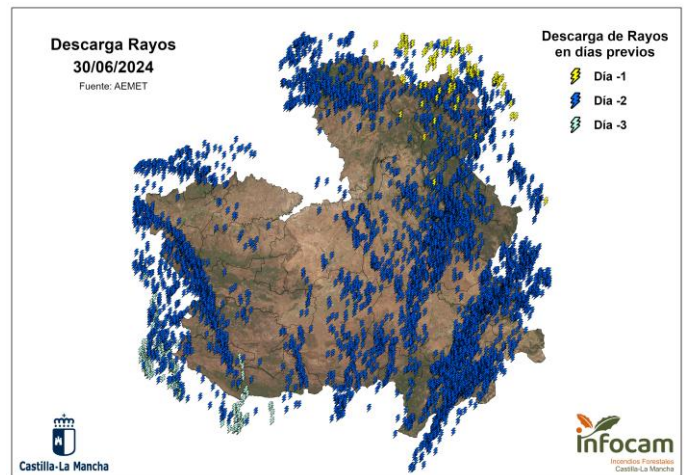 Descarga Rayos
30/06/2024
Fuente: AEMET
Descarga de Rayos
en días previos
Día -1
Día -2
Día -3
Castilla-La Mancha
infocam
Incendios Forestales
Castilla-La Mancha